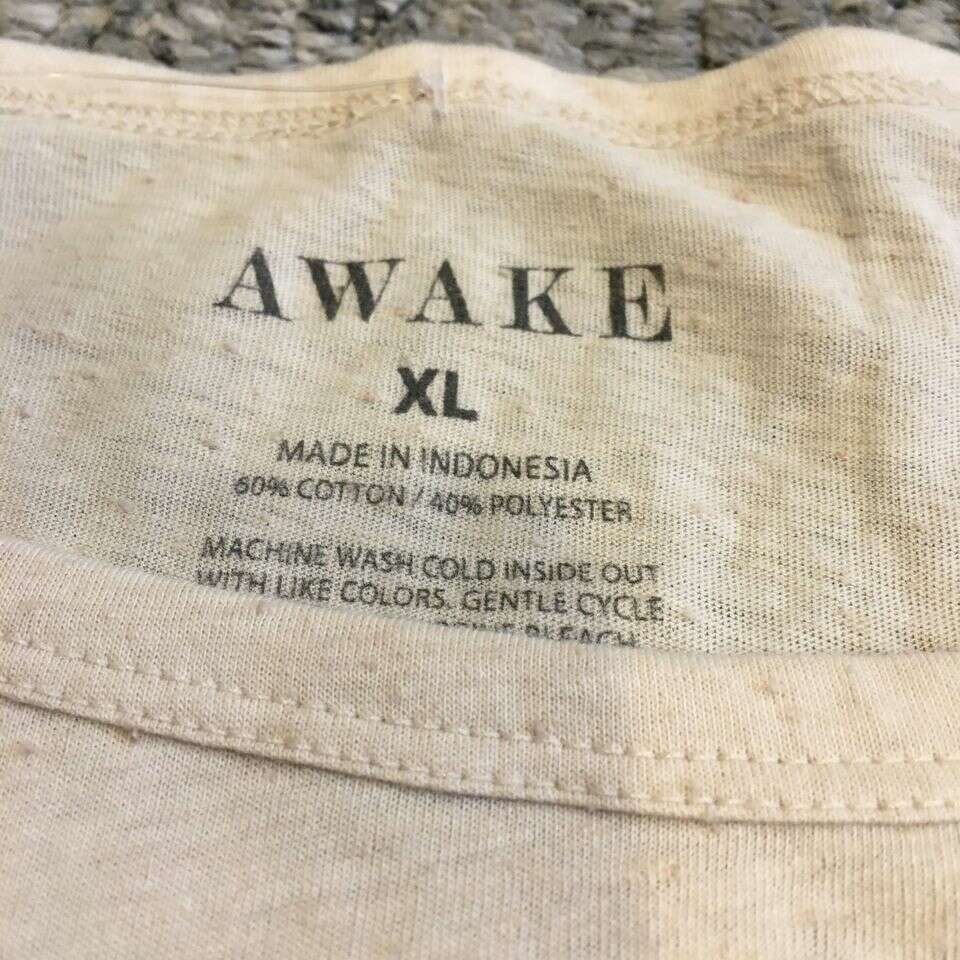 AWAKE
XL
MADE IN INDONESIA
60% COTTON / 40% POLYESTER
MACHINE WASH COLD INSIDE OUT
WITH LIKE COLORS. GENTLE CYCLE
BLEACH